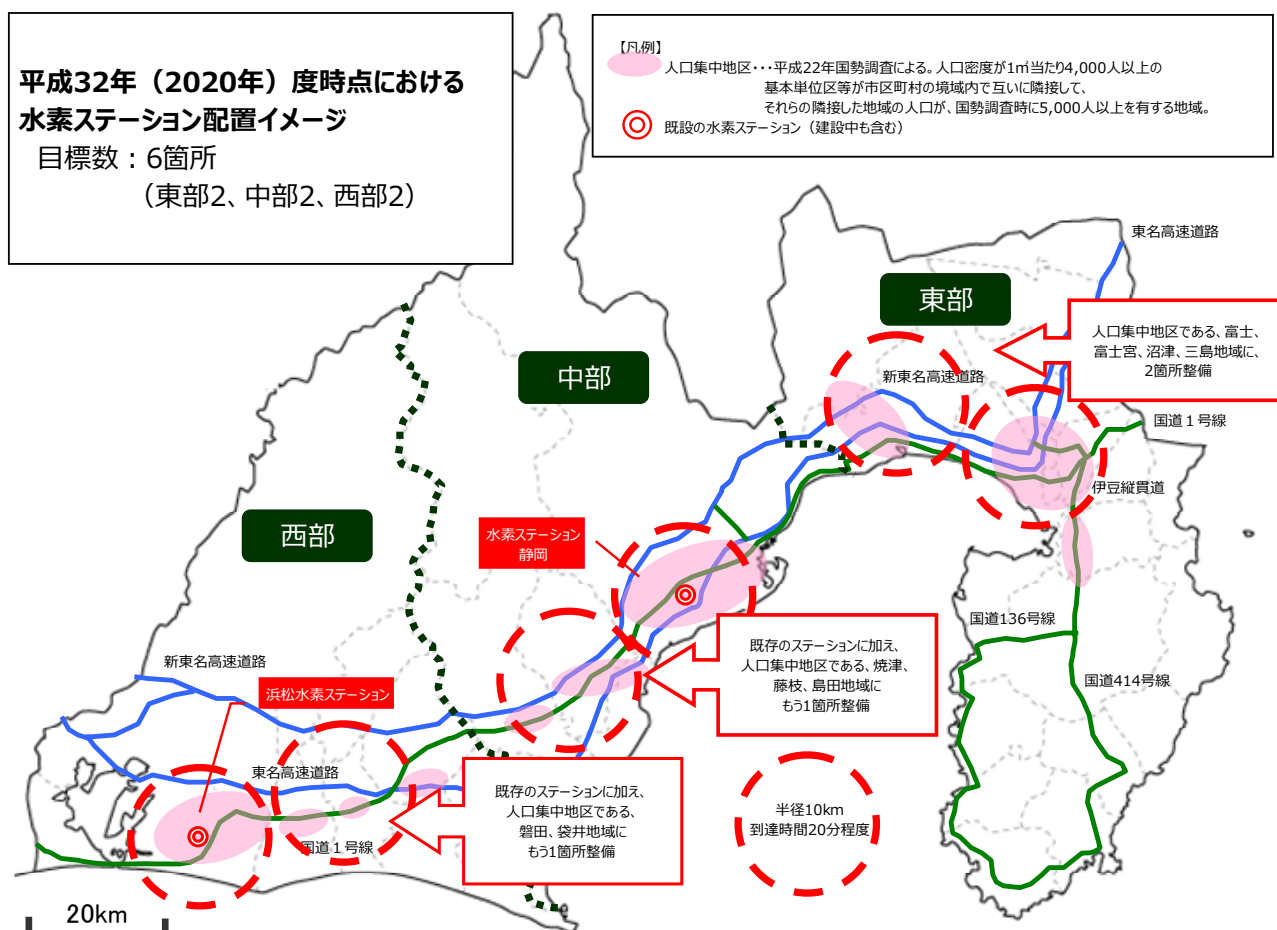 平成32年（2020年）度時点における
水素ステーション配置イメージ
目標数：6箇所
（東部2、中部2、西部2）
【凡例】
人口集中地区・・・平成22年国勢調査による。人口密度が1㎡当たり4,000人以上の
基本単位区等が市区町村の境域内で互いに隣接して、
それらの隣接した地域の人口が、国勢調査時に5,000人以上を有する地域。
既設の水素ステーション（建設中も含む）
東名高速道路
東部
人口集中地区である、富士、
富士宮、沼津、三島地域に、
2箇所整備
中部
新東名高速道路
国道１号線
伊豆縦貫道
西部
水素ステーション
静岡
国道136号線
既存のステーションに加え、
人口集中地区である、焼津、
藤枝、島田地域に
もう1箇所整備
新東名高速道路
国道414号線
浜松水素ステーション
東名高速道路
既存のステーションに加え、
人口集中地区である、
磐田、袋井地域に
もう1箇所整備
半径10km
到達時間20分程度
国道１号線
20km